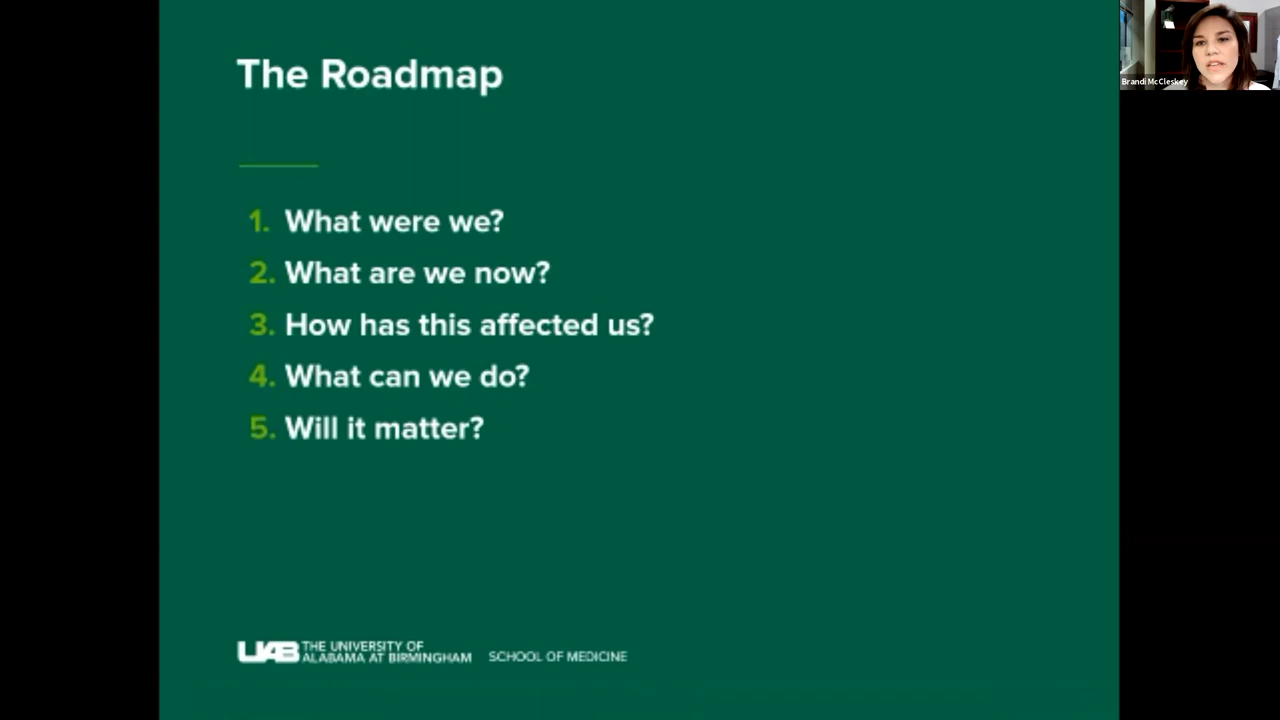 The Roadmap
1. What were we?
2. What are we now?
3. How has this affected us?
4. What can we do?
5. Will it matter?
UAB THE UNIVERSITY OF
ALABAMA AT BIRMINGHAM SCHOOL OF MEDICINE
Brandi McCleskey